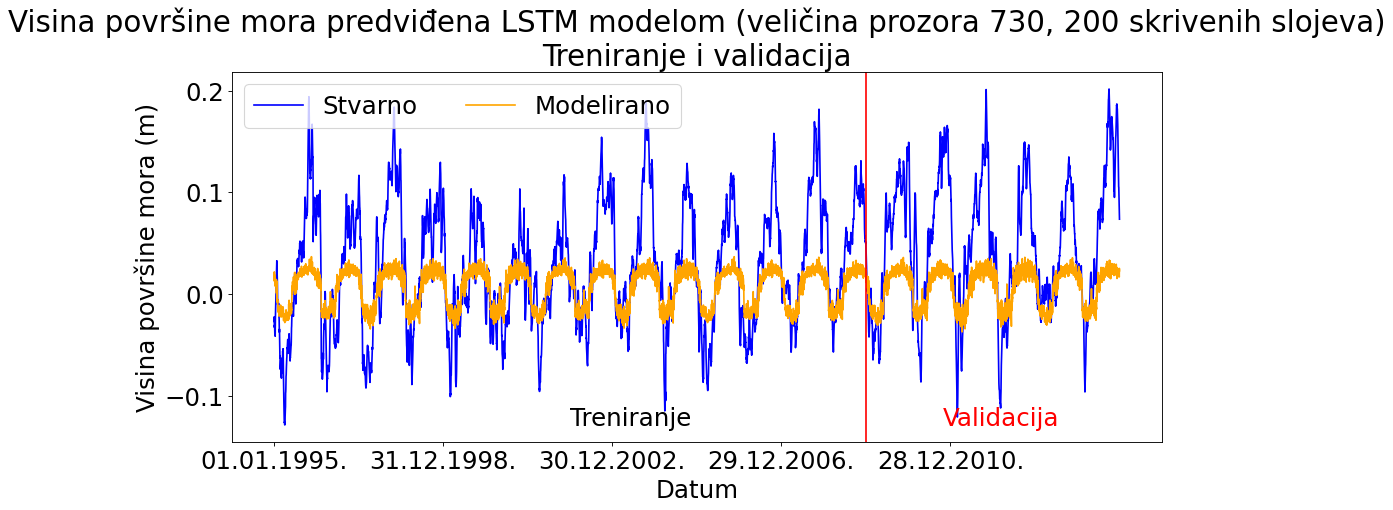 Visina površine mora predviđena LSTM modelom (veličina prozora 730, 200 skrivenih slojeva)
Treniranje i validacija
Stvarno
Modelirano
Visina površine mora (m)
0.2
0.1
0.0
−0.1
Treniranje
Validacija
01.01.1995.
31.12.1998.
30.12.2002.
29.12.2006.
28.12.2010.
Datum